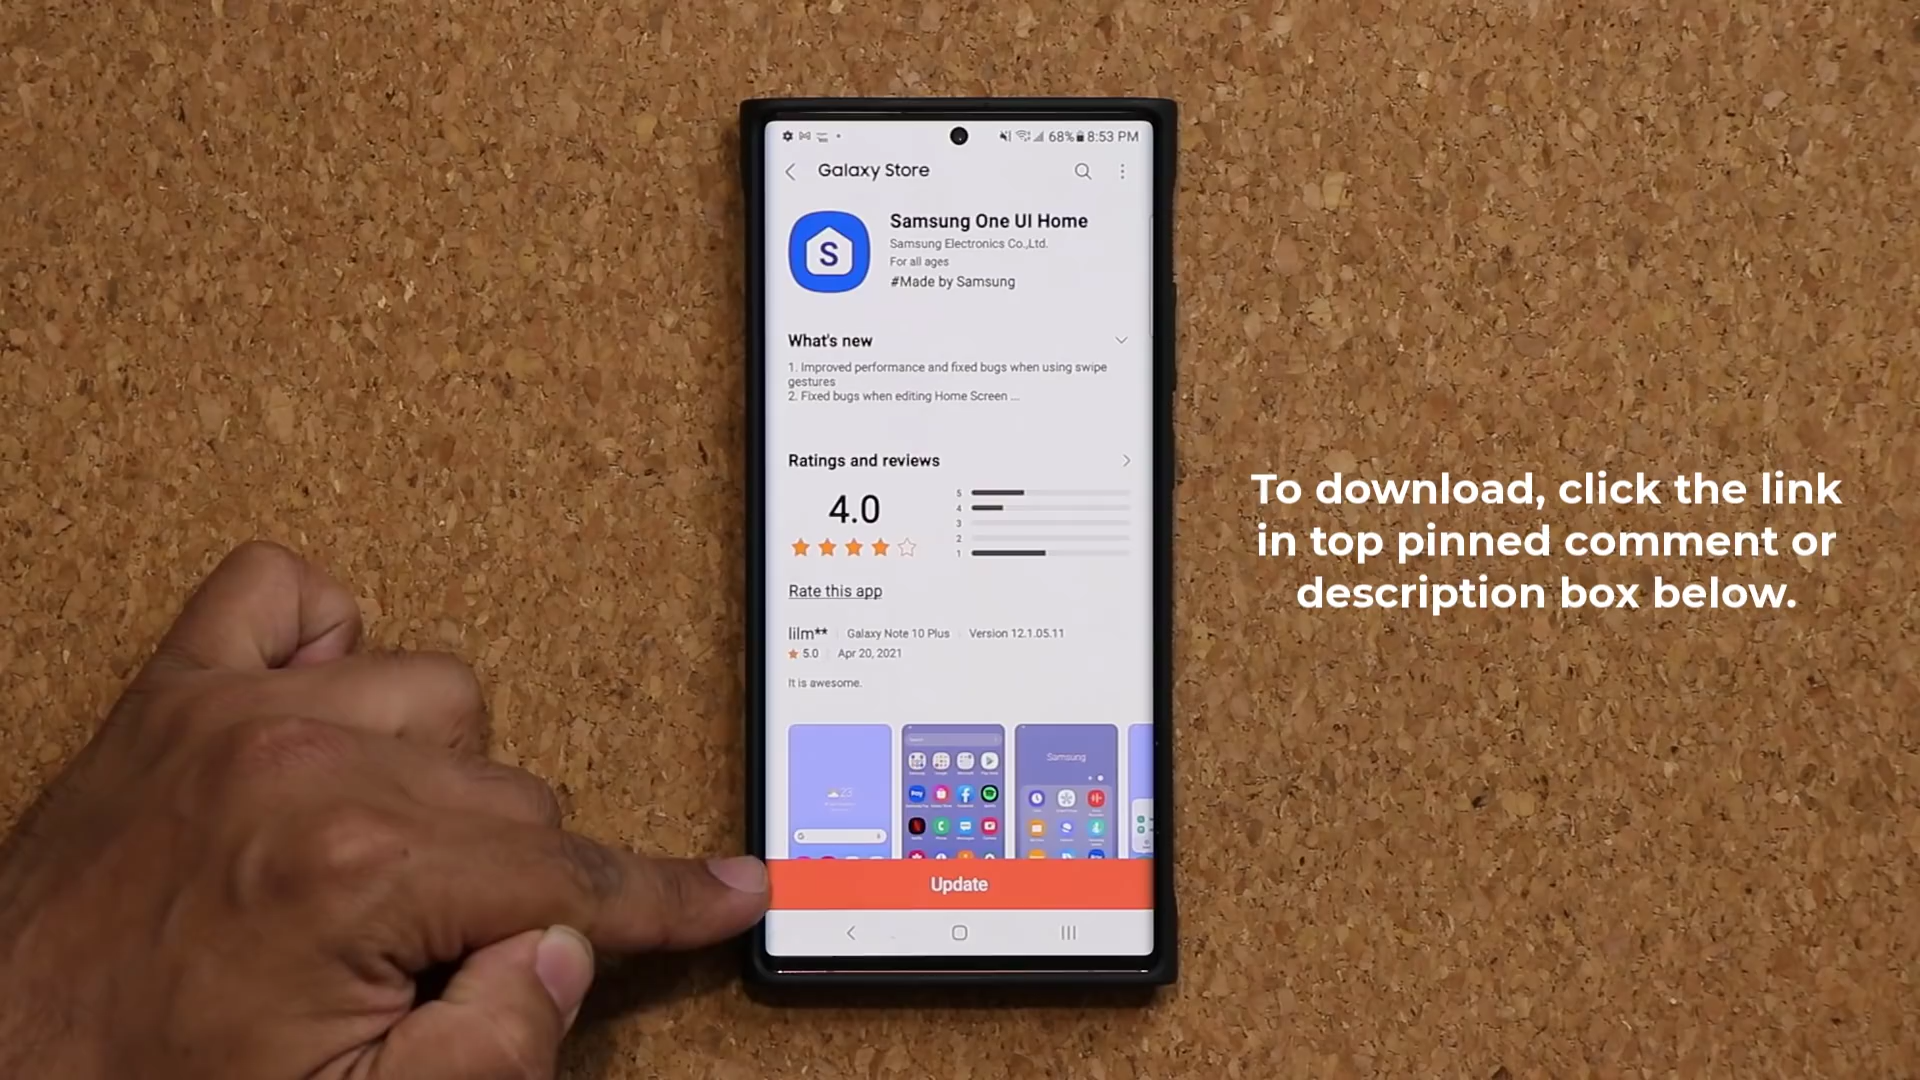 68% 8:53 PM
Galaxy Store
Samsung One UI Home
Samsung Electronics Co.,Ltd.
For all ages
#Made by Samsung
S
What's new
1. Improved performance and fixed bugs when using swipe
gestures
2. Fixed bugs when editing Home Screen ...
Ratings and reviews
4.0
5
4
3
2
1
Rate this app
lilm** Galaxy Note 10 Plus Version 12.1.05.11
5.0 Apr 20, 2021
It is awesome.
23
Samsung
Pay
Update
To download, click the link
in top pinned comment or
description box below.